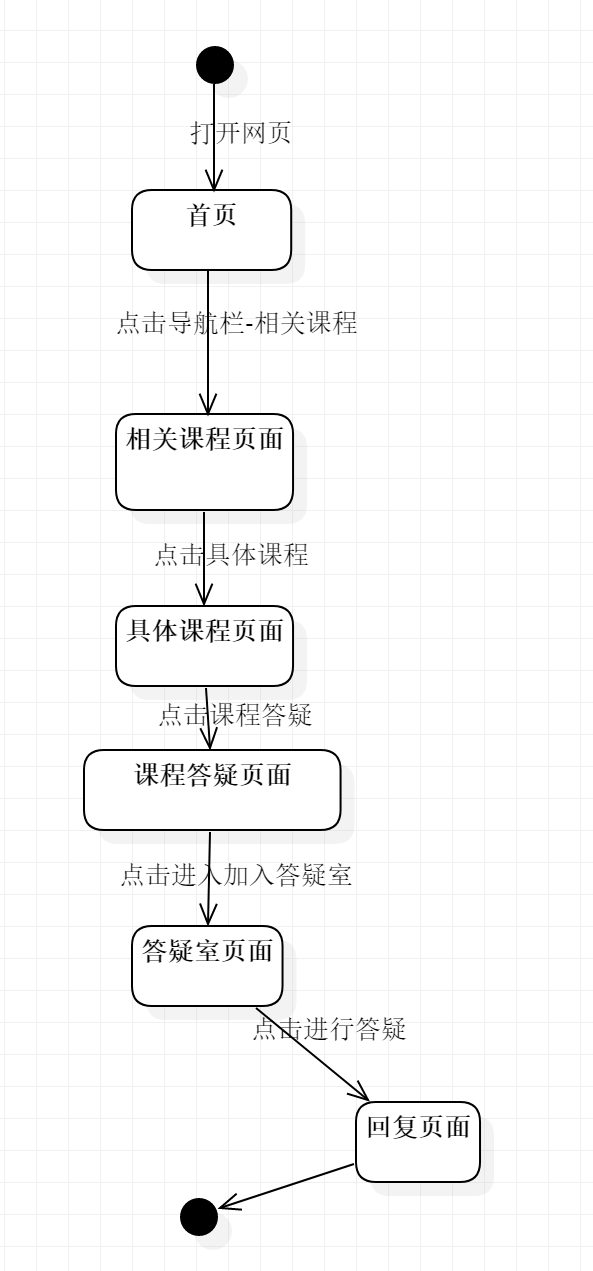 打开网页
首页
点击导航栏-相关课程
相关课程页面
点击具体课程
具体课程页面
点击课程答疑
课程答疑页面
点击进入加入答疑室
答疑室页面
点击进行答疑
回复页面